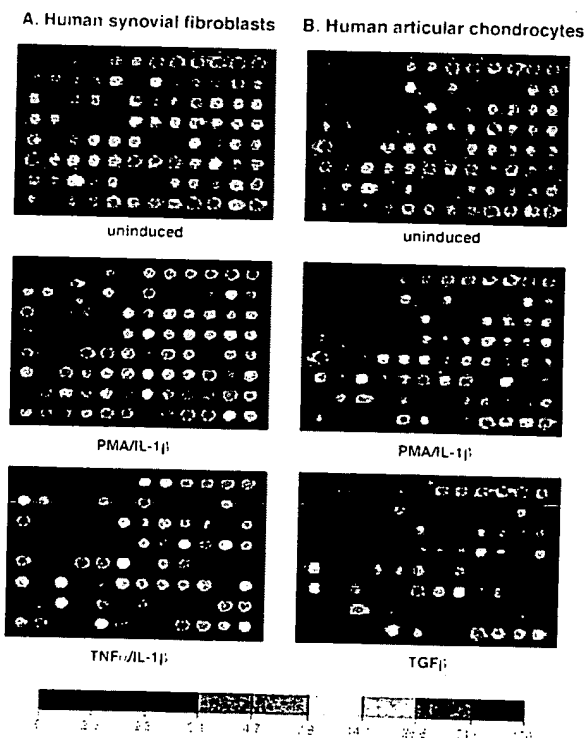 A. Human synovial fibroblasts
B. Human articular chondrocytes
uninduced
uninduced
PMA/IL-1β
PMA/IL-1β
TNFα/IL-1β
TGFβ